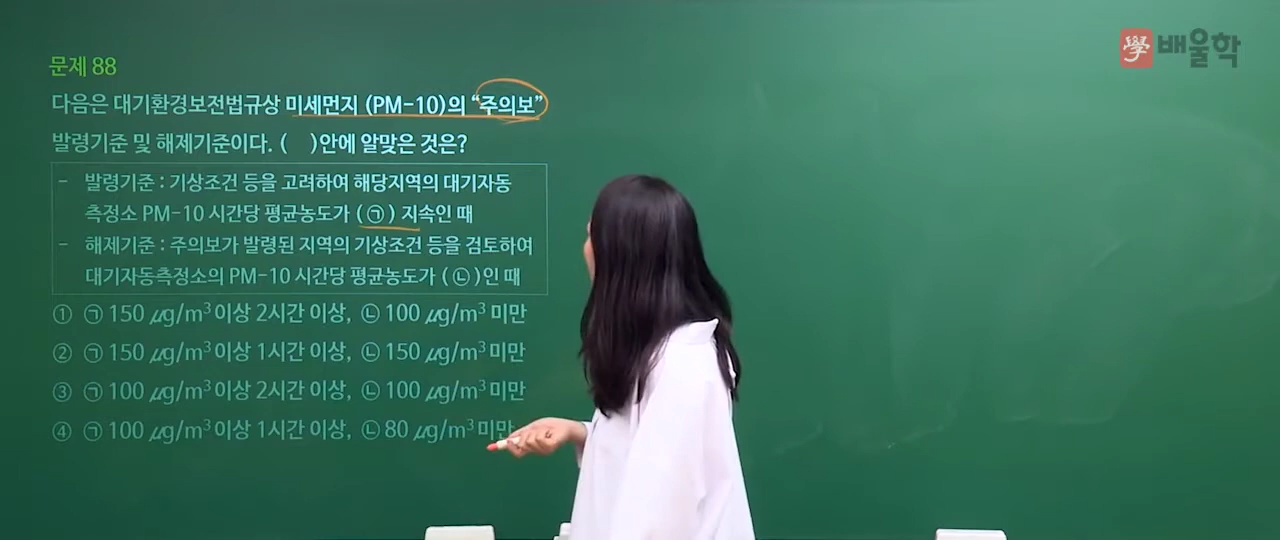 學 배울학
문제 88
다음은 대기환경보전법규상 미세먼지 (PM-10)의 “주의보”
발령기준 및 해제기준이다. (    )안에 알맞은 것은?
- 발령기준 : 기상조건 등을 고려하여 해당지역의 대기자동
측정소 PM-10 시간당 평균농도가 ( ㉠ ) 지속인 때
- 해제기준 : 주의보가 발령된 지역의 기상조건 등을 검토하여
대기자동측정소의 PM-10 시간당 평균농도가 ( ㉡ )인 때
① ㉠ 150 ㎍/m³이상 2시간 이상, ㉡ 100 ㎍/m³ 미만
② ㉠ 150 ㎍/m³이상 1시간 이상, ㉡ 150 ㎍/m³ 미만
③ ㉠ 100 ㎍/m³이상 2시간 이상, ㉡ 100 ㎍/m³ 미만
④ ㉠ 100 ㎍/m³이상 1시간 이상, ㉡ 80 ㎍/m³ 미만